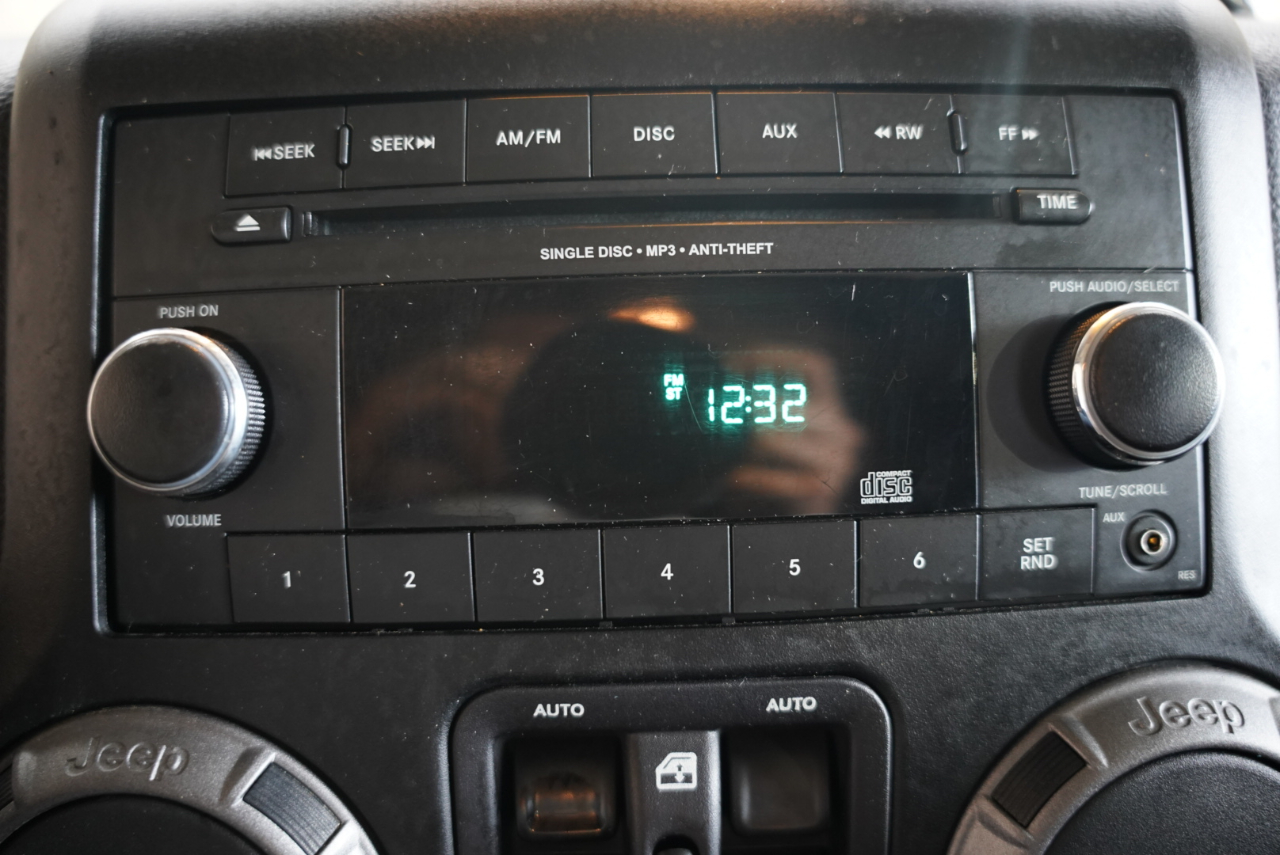 SEEK
SEEK
AM/FM
DISC
AUX
RW
FF
TIME
SINGLE DISC • MP3 • ANTI-THEFT
PUSH ON
PUSH AUDIO/SELECT
FM
ST
12:32
COMPACT
disc
DIGITAL AUDIO
VOLUME
TUNE/SCROLL
AUX
RES
1
2
3
4
5
6
SET
RND
AUTO
AUTO
Jeep
Jeep